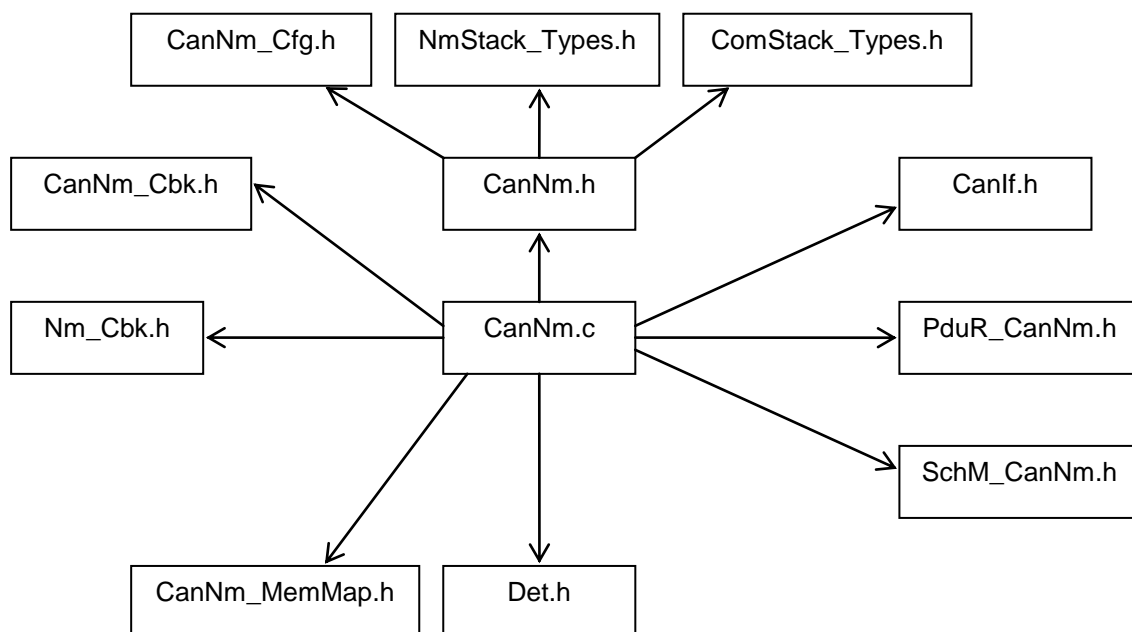 CanNm_Cfg.h
NmStack_Types.h
ComStack_Types.h
CanNm_Cbk.h
CanNm.h
CanIf.h
Nm_Cbk.h
CanNm.c
PduR_CanNm.h
SchM_CanNm.h
CanNm_MemMap.h
Det.h